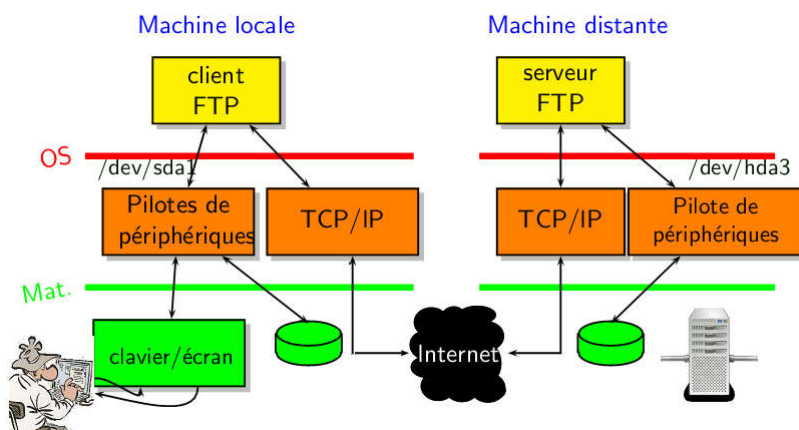 Machine locale
Machine distante
client
FTP
serveur
FTP
OS
/dev/sda1
/dev/hda3
Pilotes de
périphériques
TCP/IP
TCP/IP
Pilote de
périphériques
Mat.
clavier/écran
Internet